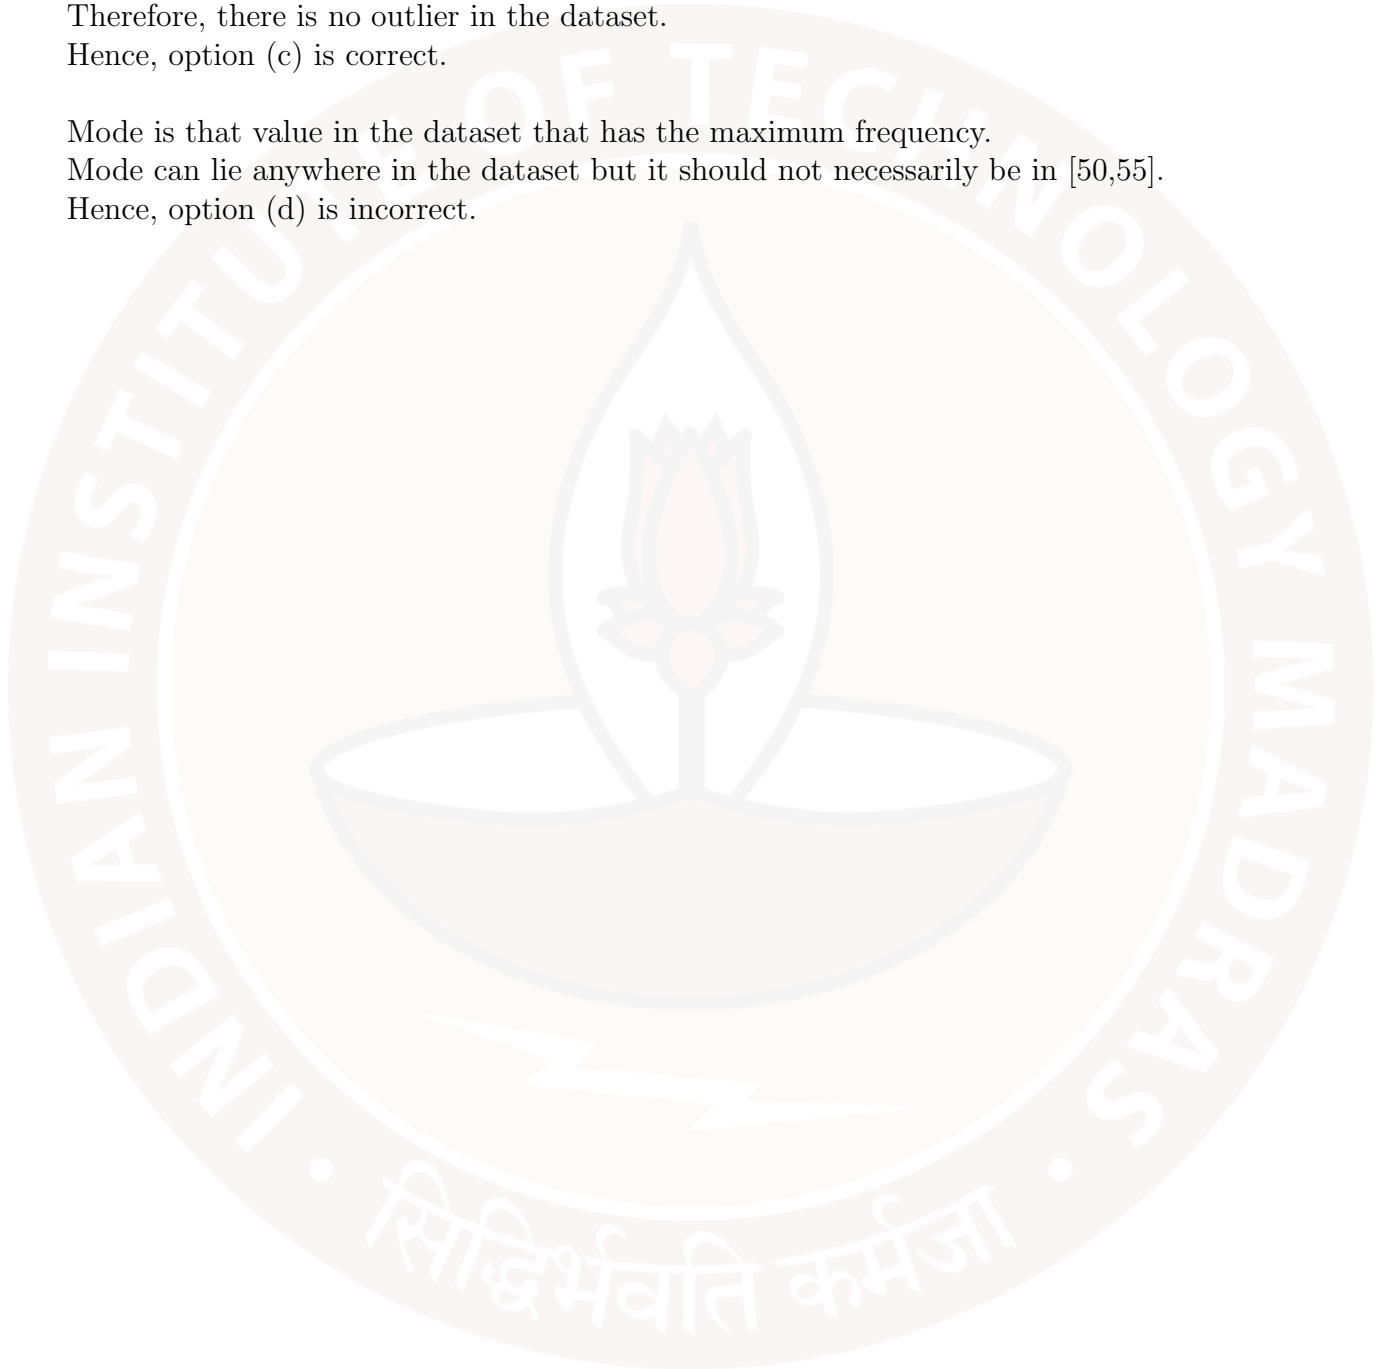 Therefore, there is no outlier in the dataset.
Hence, option (c) is correct.
Mode is that value in the dataset that has the maximum frequency.
Mode can lie anywhere in the dataset but it should not necessarily be in [50,55].
Hence, option (d) is incorrect.
INDIAN INSTITUTE OF TECHNOLOGY MADRAS
सिद्धिर्भवति कर्मजा